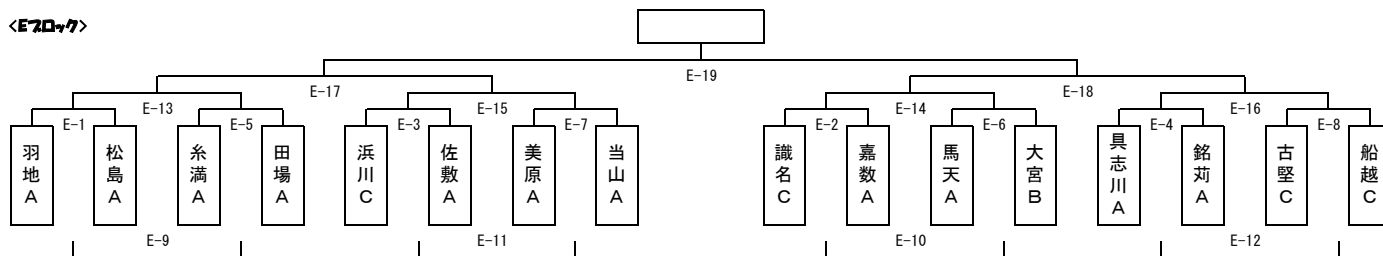 <Eブロック>
E-19
E-17
E-18
E-13
E-15
E-14
E-16
E-1
E-5
E-3
E-7
E-2
E-6
E-4
E-8
羽地A
松島A
糸満A
田場A
浜川C
佐敷A
美原A
当山A
識名C
嘉数A
馬天A
大宮B
具志川A
銘苅A
古堅C
船越C
E-9
E-11
E-10
E-12